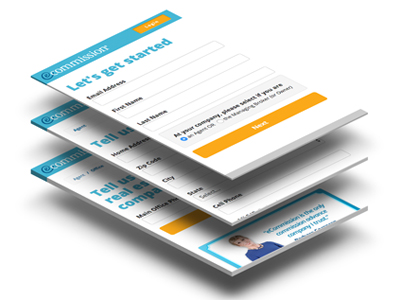 ecommission
Login
Let's get started
Email Address
First Name
Last Name
At your company, please select if you are
an Agent OR the Managing Broker (or Owner)
Next
Agent
Tell us
Home Address
Zip Code
City
State
Select...
Cell Phone
ecommission
Agent
Tell us
real es
compa
Main Office Ph
"eCommission is the only
commission advance
company I trust."